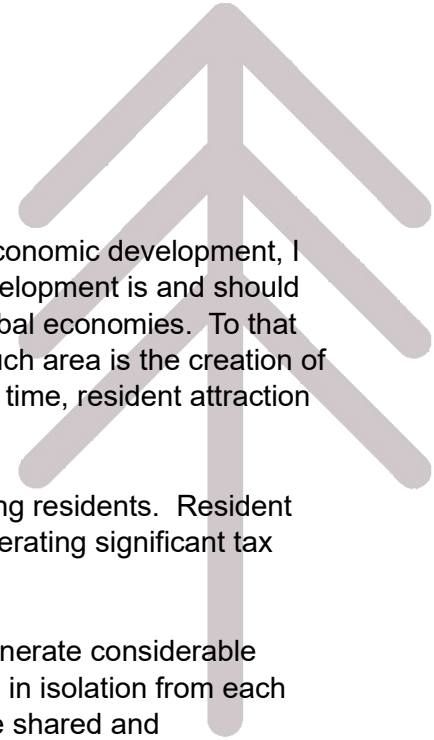 conomic development, I
elopment is and should
bal economies. To that
uch area is the creation of
time, resident attraction
ng residents. Resident
erating significant tax
nerate considerable
in isolation from each
e shared and